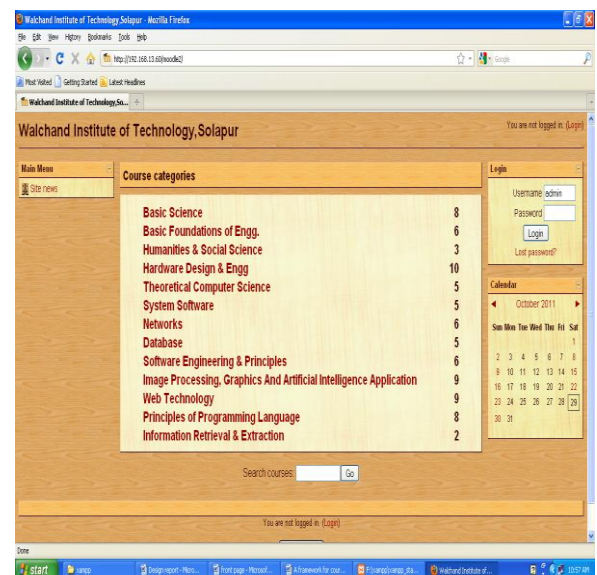 Walchand Institute of Technology,Solapur - Mozilla Firefox
File Edit View History Bookmarks Tools Help
http://192.168.13.60/moodle2/
Google
Most Visited Getting Started Latest Headlines
Walchand Institute of Technology,So...
Walchand Institute of Technology,Solapur
You are not logged in. (Login)
Main Menu
Site news
Course categories
Basic Science 8
Basic Foundations of Engg. 6
Humanities & Social Science 3
Hardware Design & Engg 10
Theoretical Computer Science 5
System Software 5
Networks 6
Database 5
Software Engineering & Principles 6
Image Processing, Graphics And Artificial Intelligence Application 9
Web Technology 9
Principles of Programming Language 8
Information Retrieval & Extraction 2
Search courses: Go
Login
Username admin
Password
Login
Lost password?
Calendar
October 2011
Sun Mon Tue Wed Thu Fri Sat
1
2 3 4 5 6 7 8
9 10 11 12 13 14 15
16 17 18 19 20 21 22
23 24 25 26 27 28 29
30 31
You are not logged in. (Login)
Done
start xampp Design report - Micro... front page - Microsof... A framework for cour... F:\xampp\xampp_sta... Walchand Institute of... 10:57 AM